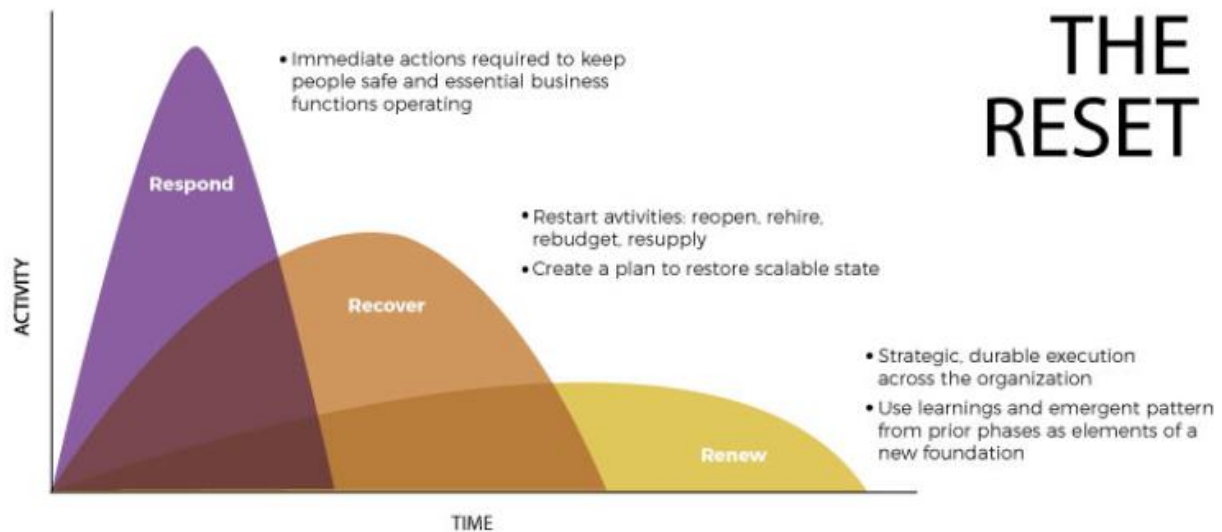 THE
RESET
• Immediate actions required to keep
people safe and essential business
functions operating
Respond
• Restart avtivities: reopen, rehire,
rebudget, resupply
• Create a plan to restore scalable state
Recover
ACTIVITY
• Strategic, durable execution
across the organization
• Use learnings and emergent pattern
from prior phases as elements of a
new foundation
Renew
TIME